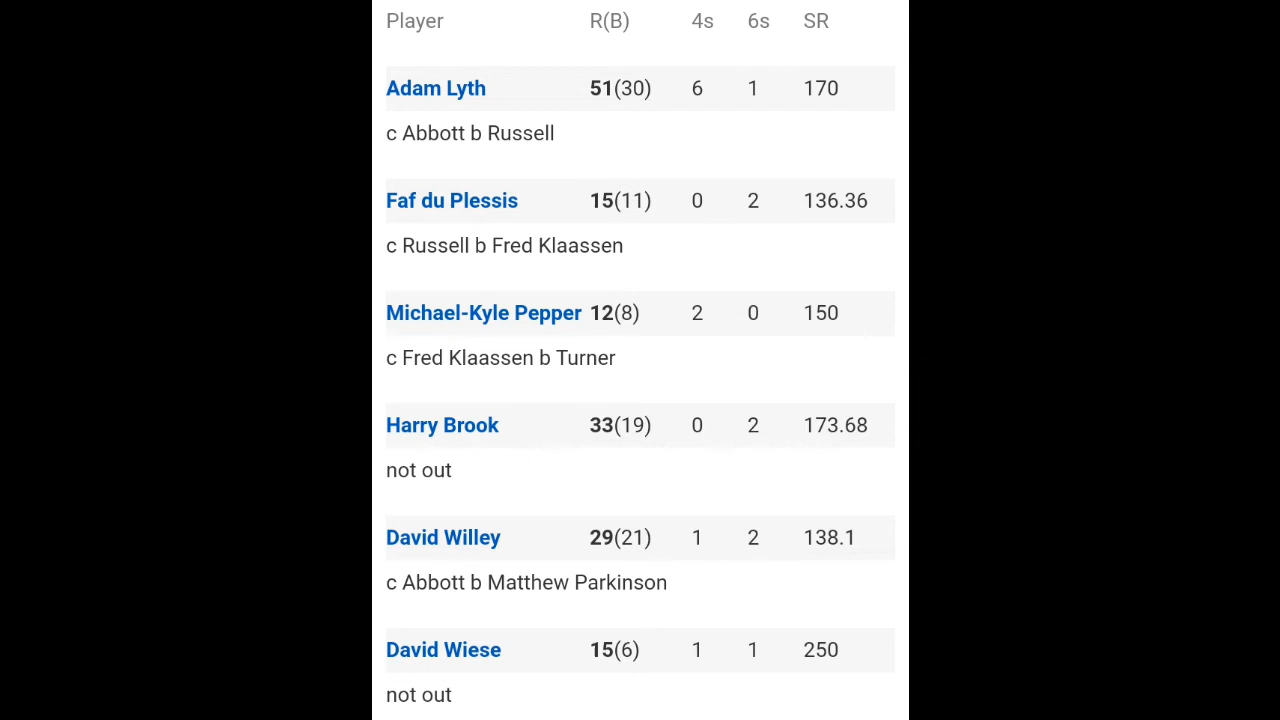 Player R(B) 4s 6s SR
Adam Lyth 51(30) 6 1 170
c Abbott b Russell
Faf du Plessis 15(11) 0 2 136.36
c Russell b Fred Klaassen
Michael-Kyle Pepper 12(8) 2 0 150
c Fred Klaassen b Turner
Harry Brook 33(19) 0 2 173.68
not out
David Willey 29(21) 1 2 138.1
c Abbott b Matthew Parkinson
David Wiese 15(6) 1 1 250
not out